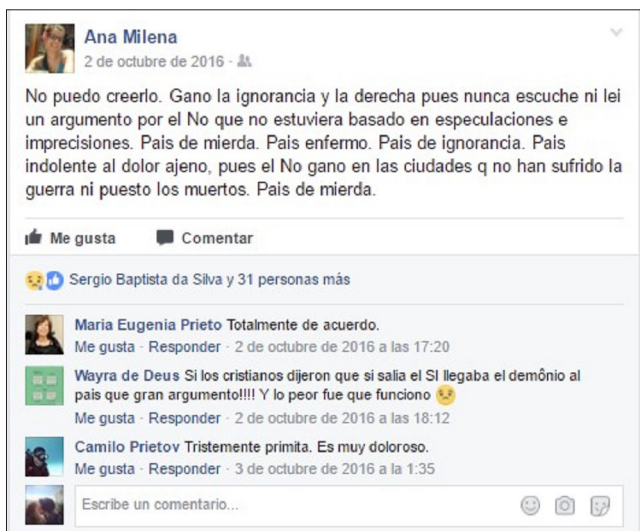 Ana Milena
2 de octubre de 2016 ·
No puedo creerlo. Gano la ignorancia y la derecha pues nunca escuche ni lei
un argumento por el No que no estuviera basado en especulaciones e
imprecisiones. Pais de mierda. Pais enfermo. Pais de ignorancia. Pais
indolente al dolor ajeno, pues el No gano en las ciudades q no han sufrido la
guerra ni puesto los muertos. Pais de mierda.
Me gusta Comentar
Sergio Baptista da Silva y 31 personas más
Maria Eugenia Prieto Totalmente de acuerdo.
Me gusta · Responder · 2 de octubre de 2016 a las 17:20
Wayra de Deus Si los cristianos dijeron que si salia el SI llegaba el demônio al
pais que gran argumento!!!! Y lo peor fue que funciono
Me gusta · Responder · 2 de octubre de 2016 a las 18:12
Camilo Prietov Tristemente primita. Es muy doloroso.
Me gusta · Responder · 3 de octubre de 2016 a la 1:35
Escribe un comentario...